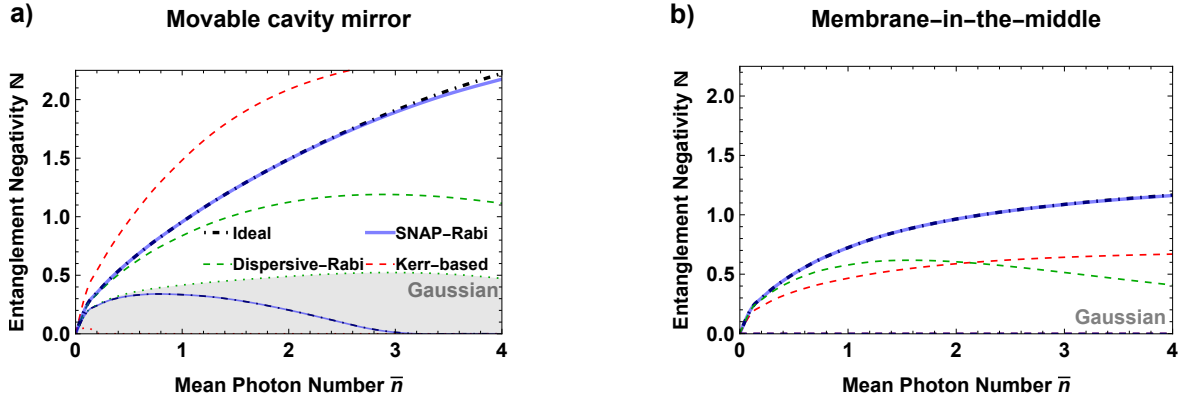 a)
Movable cavity mirror
Entanglement Negativity ℕ
2.0
1.5
1.0
0.5
0.0
Ideal
SNAP-Rabi
Dispersive-Rabi
Kerr-based
Gaussian
0 1 2 3 4
Mean Photon Number n̄
b)
Membrane-in-the-middle
Entanglement Negativity ℕ
2.0
1.5
1.0
0.5
0.0
Gaussian
0 1 2 3 4
Mean Photon Number n̄